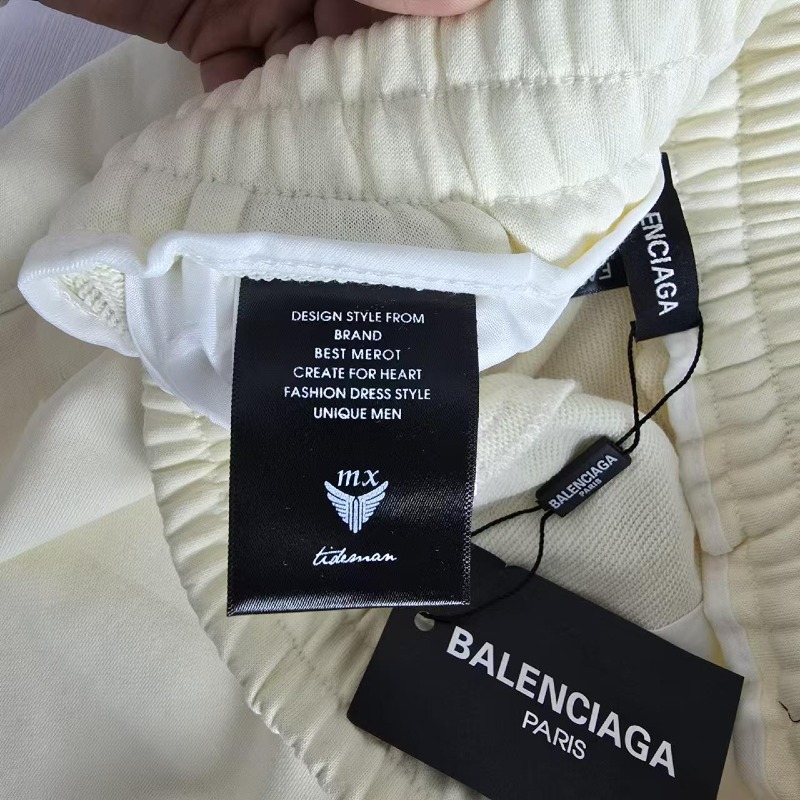 DESIGN STYLE FROM
BRAND
BEST MEROT
CREATE FOR HEART
FASHION DRESS STYLE
UNIQUE MEN
mx
tideman
ENCIAGA
BALENCIAGA
PARIS
BALENCIAGA
PARIS